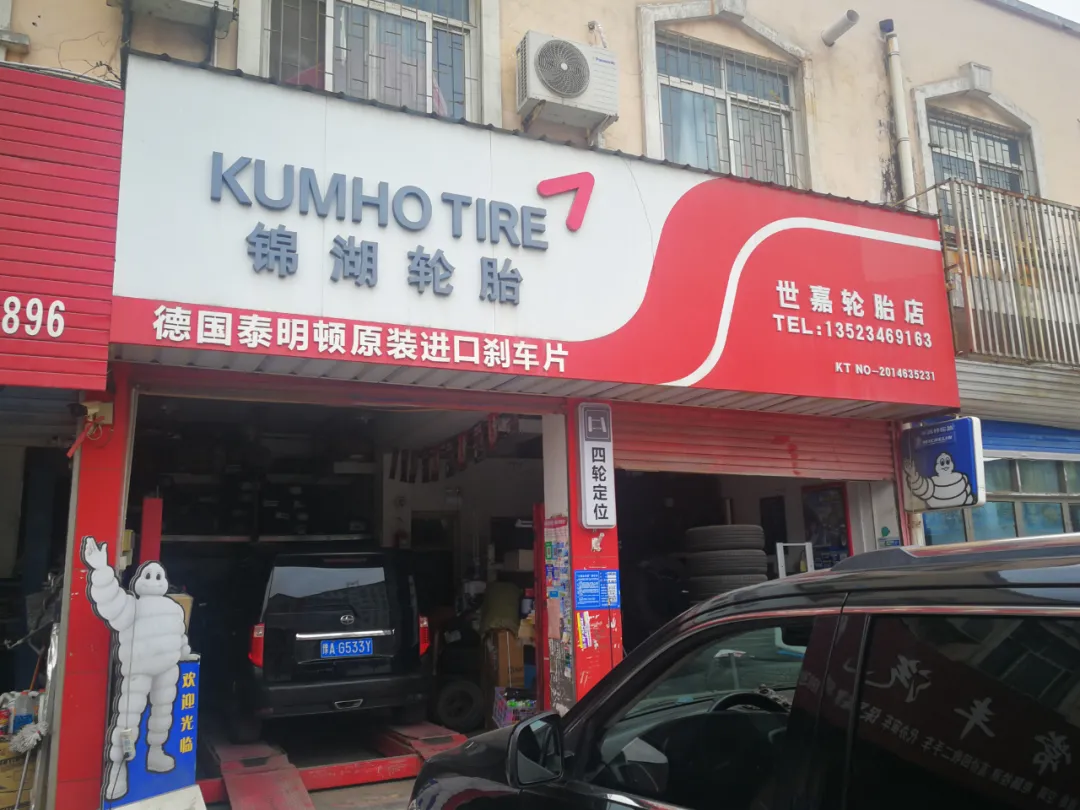 KUMHO TIRE
锦湖轮胎
德国泰明顿原装进口刹车片
世嘉轮胎店
TEL:13523469163
KT NO-2014635231
896
四轮定位
豫A G533Y
欢迎光临
Panasonic